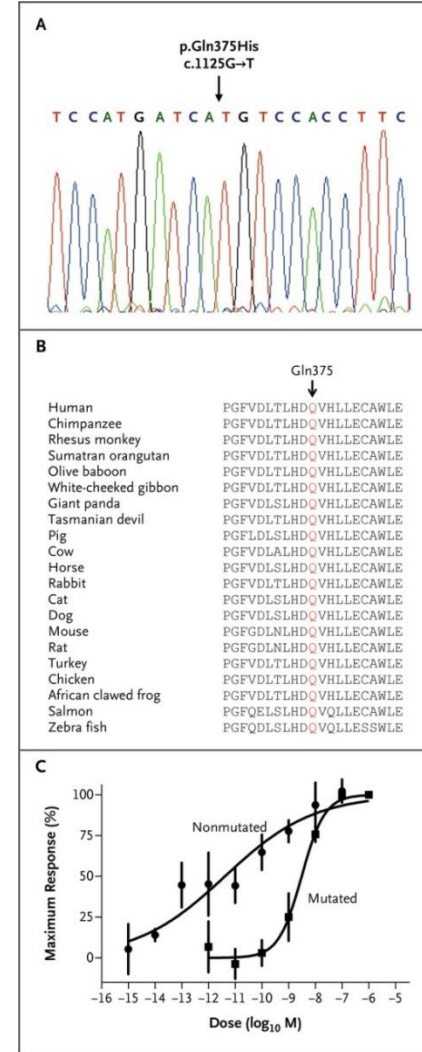 A
p.Gln375His
c.1125G→T
T C C A T G A T C A T G T C C A C C T T C
B
Gln375
Human PGFVDLTLHDQVHLLECAWLE
Chimpanzee PGFVDLTLHDQVHLLECAWLE
Rhesus monkey PGFVDLTLHDQVHLLECAWLE
Sumatran orangutan PGFVDLTLHDQVHLLECAWLE
Olive baboon PGFVDLTLHDQVHLLECAWLE
White-cheeked gibbon PGFVDLTLHDQVHLLECAWLE
Giant panda PGFVDLSLHDQVHLLECAWLE
Tasmanian devil PGFVDLTLHDQVHLLECAWLE
Pig PGFLDLSLHDQVHLLECAWLE
Cow PGFVDLALHDQVHLLECAWLE
Horse PGFVDLSLHDQVHLLECAWLE
Rabbit PGFVDLTLHDQVHLLECAWLE
Cat PGFVDLSLHDQVHLLECAWLE
Dog PGFVDLSLHDQVHLLECAWLE
Mouse PGFGDLNLHDQVHLLECAWLE
Rat PGFGDLNLHDQVHLLECAWLE
Turkey PGFVDLTLHDQVHLLECAWLE
Chicken PGFVDLTLHDQVHLLECAWLE
African clawed frog PGFVDLTLHDQVHLLECAWLE
Salmon PGFQELSLHDQVQLLECAWLE
Zebra fish PGFQDLSLHDQVQLLESSWLE
C
Maximum Response (%)
100
75
50
25
0
Nonmutated
Mutated
−16 −15 −14 −13 −12 −11 −10 −9 −8 −7 −6 −5
Dose (log₁₀ M)